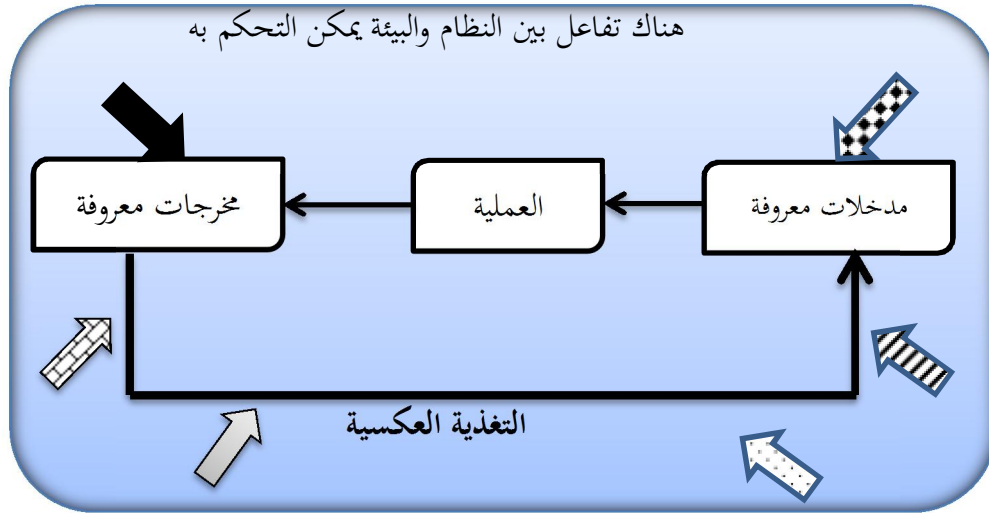 هناك تفاعل بين النظام والبيئة يمكن التحكم به
مدخلات معروفة
العملية
مخرجات معروفة
التغذية العكسية